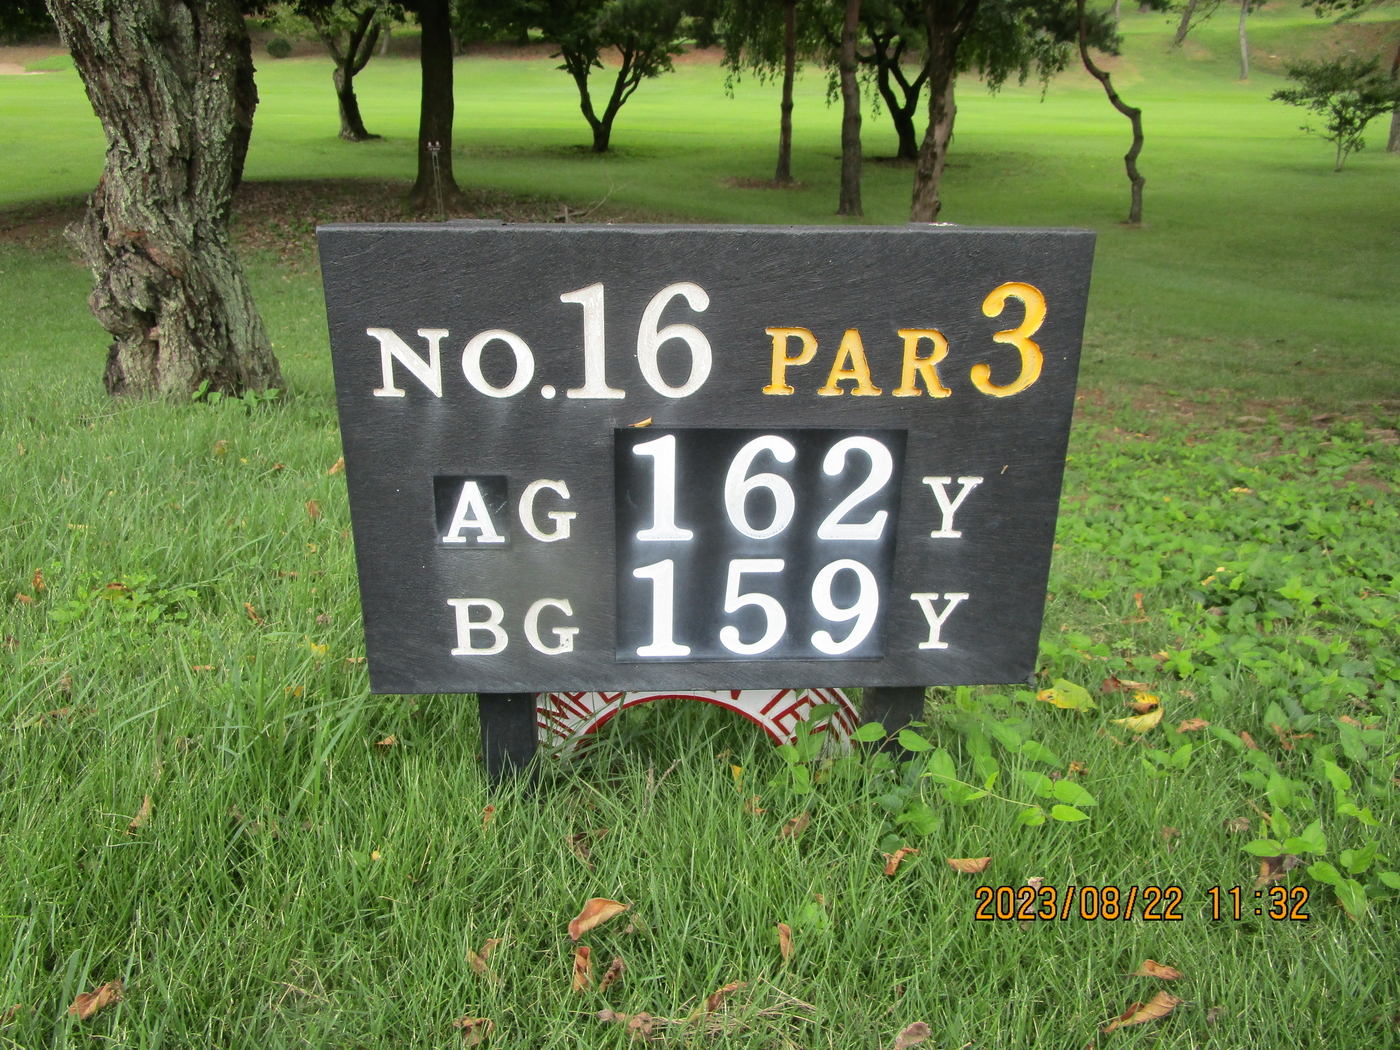 NO.16 PAR 3
AG 162 Y
BG 159 Y
2023/08/22 11:32